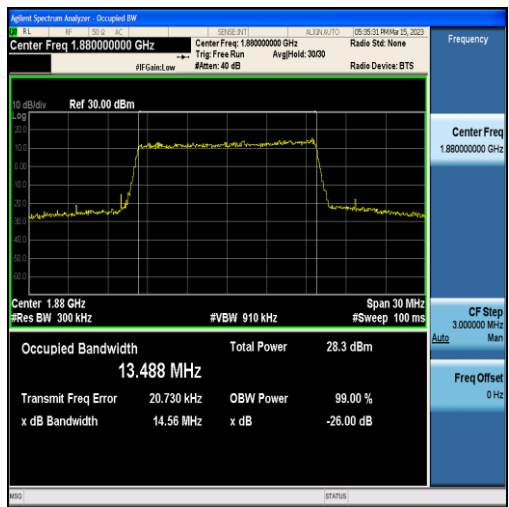 Agilent Spectrum Analyzer - Occupied BW
RL RF 50 Ω AC SENSE:INT ALIGN AUTO 05:35:31 PM Mar 15, 2023
Center Freq 1.880000000 GHz
Center Freq: 1.880000000 GHz
Radio Std: None
Trig: Free Run Avg|Hold: 30/30
#IFGain:Low #Atten: 40 dB Radio Device: BTS
Frequency
10 dB/div Ref 30.00 dBm
Log
20.0
10.0
0.00
-10.0
-20.0
-30.0
-40.0
-50.0
-60.0
Center Freq
1.880000000 GHz
Center 1.88 GHz Span 30 MHz
#Res BW 300 kHz #VBW 910 kHz #Sweep 100 ms
CF Step
3.000000 MHz
Auto Man
Occupied Bandwidth Total Power 28.3 dBm
13.488 MHz
Transmit Freq Error 20.730 kHz OBW Power 99.00 %
x dB Bandwidth 14.56 MHz x dB -26.00 dB
Freq Offset
0 Hz
MSG STATUS